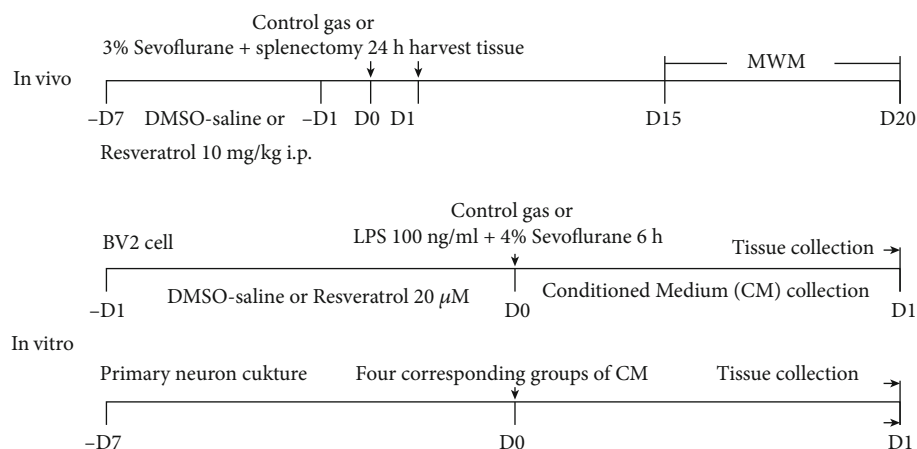 Control gas or
3% Sevoflurane + splenectomy 24 h harvest tissue
MWM
In vivo
–D7 DMSO-saline or –D1 D0 D1 D15 D20
Resveratrol 10 mg/kg i.p.
Control gas or
BV2 cell LPS 100 ng/ml + 4% Sevoflurane 6 h
Tissue collection
DMSO-saline or Resveratrol 20 μM Conditioned Medium (CM) collection
–D1 D0 D1
In vitro
Primary neuron cukture Four corresponding groups of CM Tissue collection
–D7 D0 D1